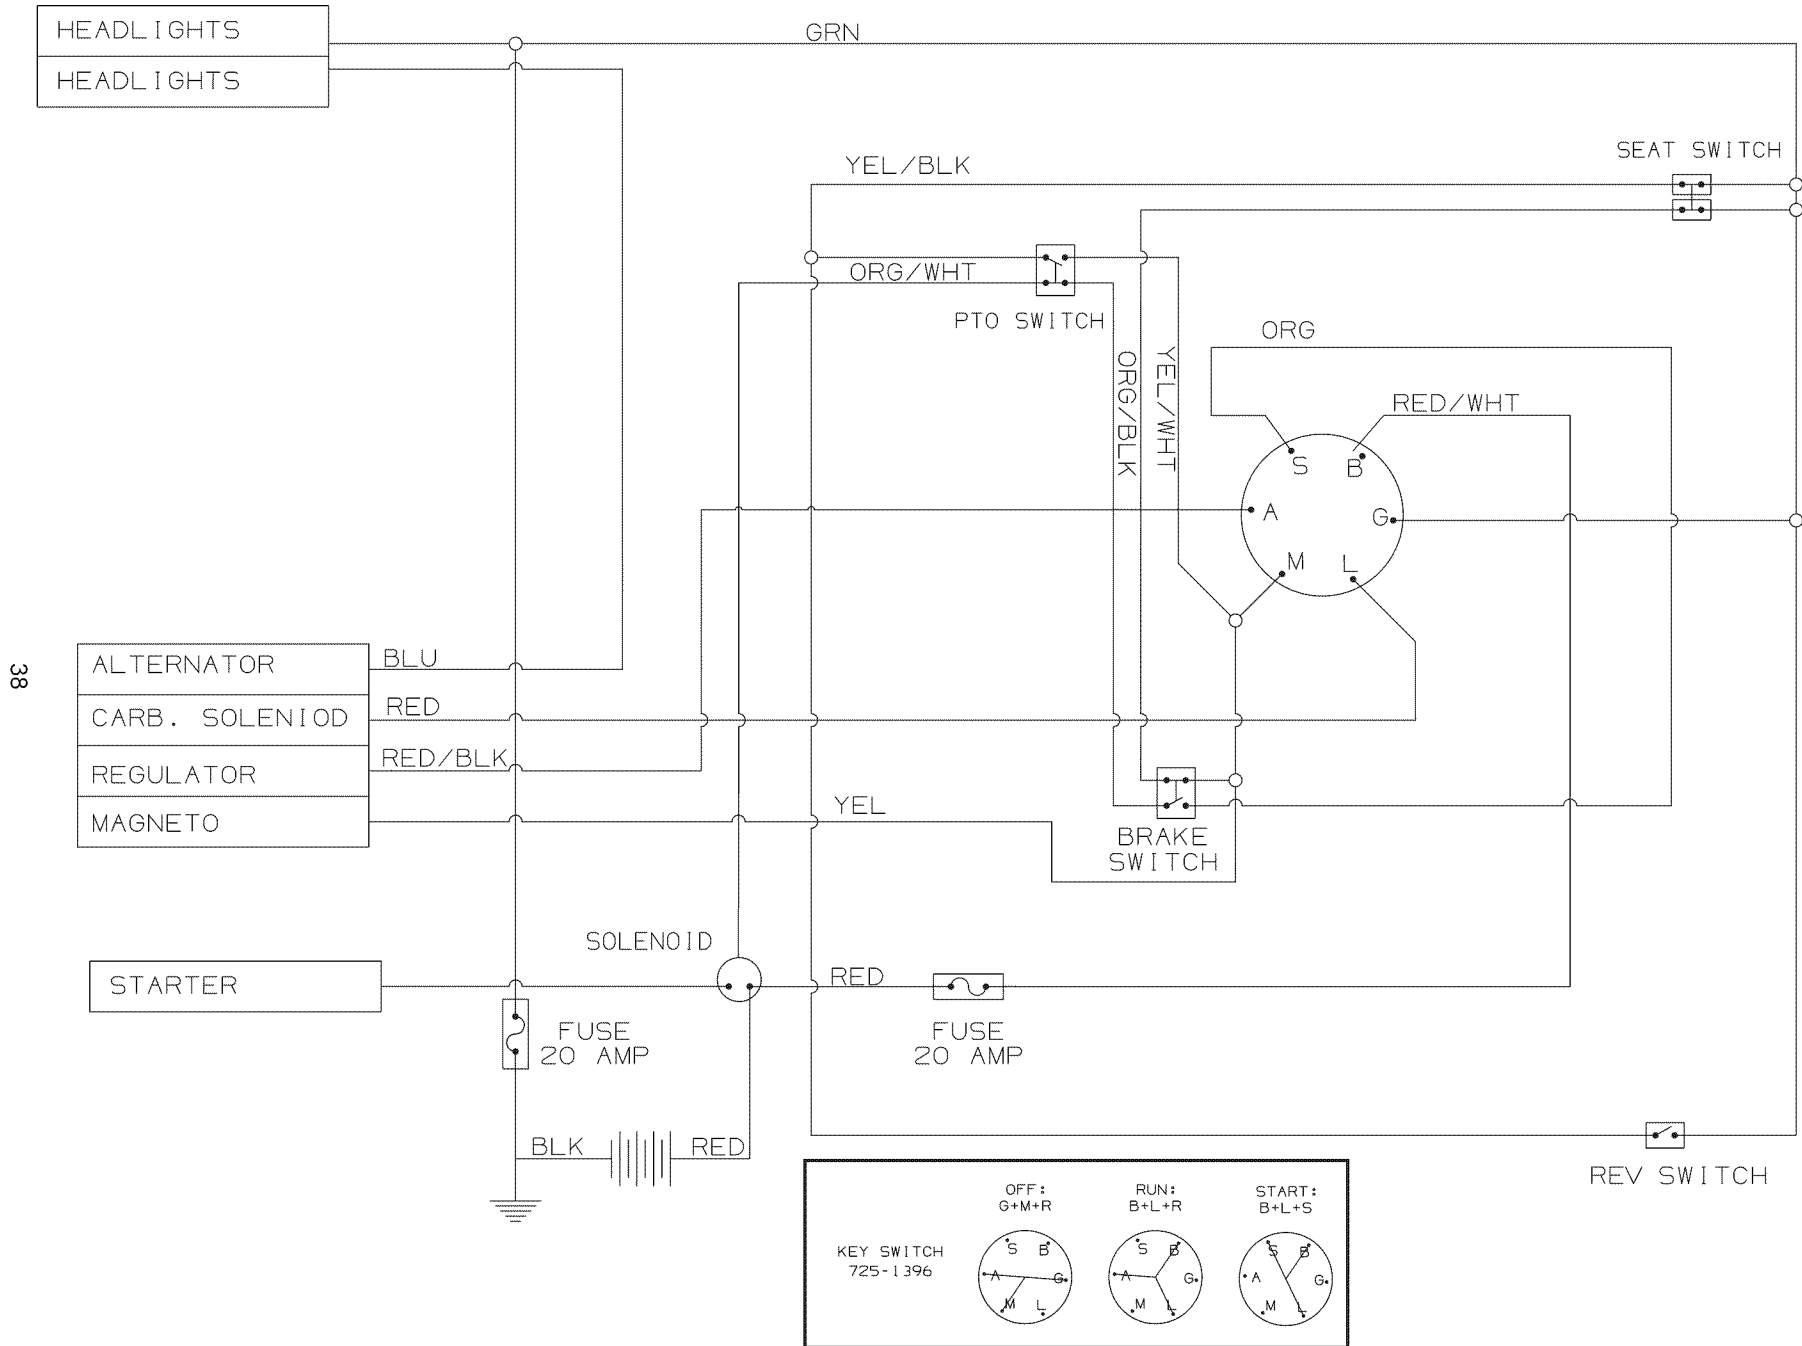 HEADLIGHTS
HEADLIGHTS
GRN
SEAT SWITCH
YEL/BLK
ORG/WHT
PTO SWITCH
ORG/BLK
YEL/WHT
ORG
RED/WHT
S
B
A
G
M
L
ALTERNATOR
BLU
CARB. SOLENIOD
RED
REGULATOR
RED/BLK
MAGNETO
YEL
BRAKE
SWITCH
38
SOLENOID
STARTER
RED
FUSE
20 AMP
FUSE
20 AMP
BLK
RED
REV SWITCH
KEY SWITCH
725-1396
OFF:
G+M+R
S
B
A
G
M
L
RUN:
B+L+R
S
B
A
G
M
L
START:
B+L+S
S
B
A
G
M
L